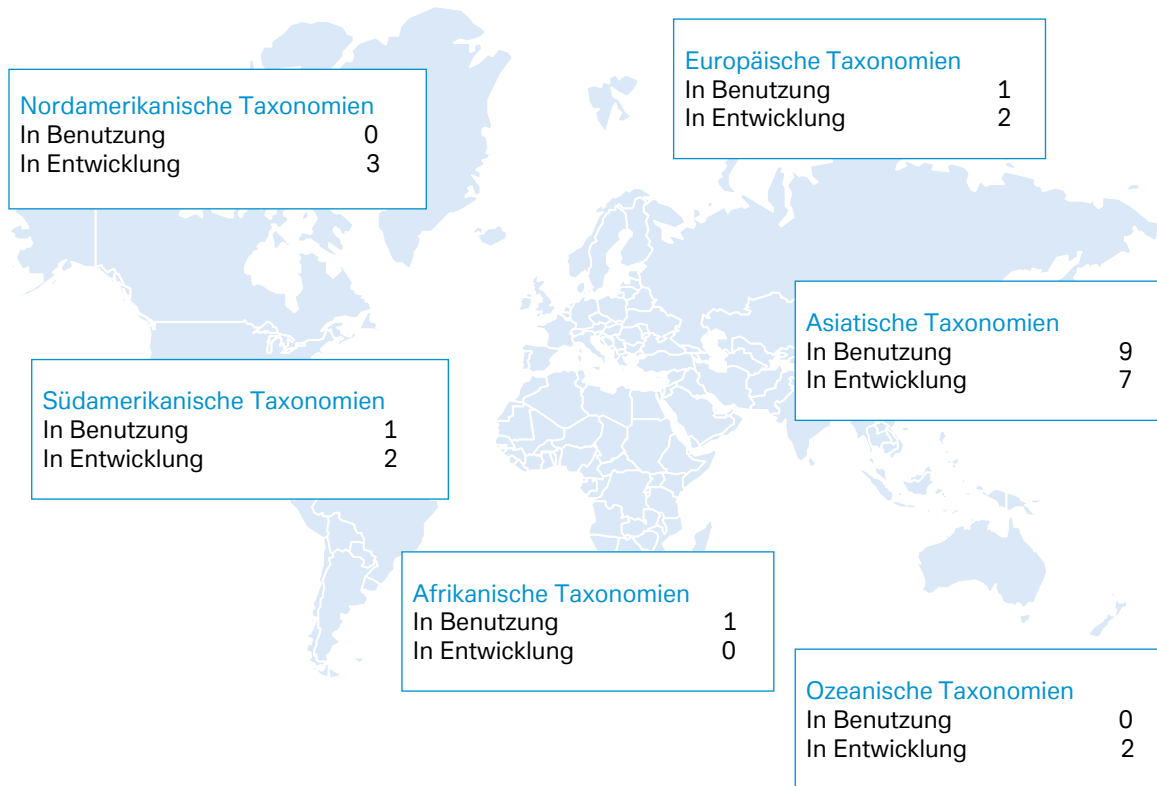 Nordamerikanische Taxonomien
In Benutzung 0
In Entwicklung 3
Europäische Taxonomien
In Benutzung 1
In Entwicklung 2
Asiatische Taxonomien
In Benutzung 9
In Entwicklung 7
Südamerikanische Taxonomien
In Benutzung 1
In Entwicklung 2
Afrikanische Taxonomien
In Benutzung 1
In Entwicklung 0
Ozeanische Taxonomien
In Benutzung 0
In Entwicklung 2